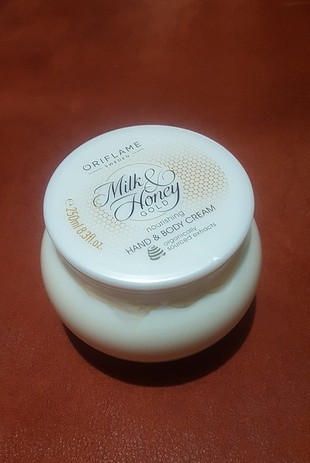 ORIFLAME
SWEDEN
Milk &
Honey
GOLD
nourishing
HAND & BODY CREAM
organically
sourced extracts
℮ 250ml 8.3fl.oz.